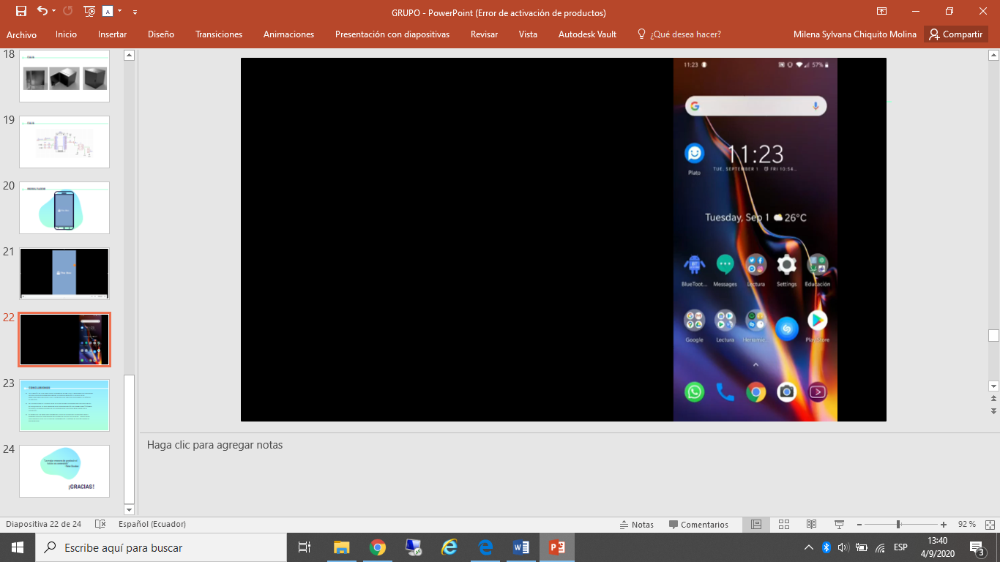 GRUPO - PowerPoint (Error de activación de productos)
Archivo Inicio Insertar Diseño Transiciones Animaciones Presentación con diapositivas Revisar Vista Autodesk Vault ¿Qué desea hacer? Milena Sylvana Chiquito Molina Compartir
18
19
20
RESULTADOS
21
22
23
CONCLUSIONES
24
¡GRACIAS!
11:23 57%
Plato
11:23
TUE, SEPTEMBER 1 FRI 10:54...
Tuesday, Sep 1 26°C
BlueToot... Messages Lectura Settings Educación
Google Lectura Herramie... Play Store
Haga clic para agregar notas
Diapositiva 22 de 24 Español (Ecuador) Notas Comentarios 92 %
Escribe aquí para buscar
ESP
13:40
4/9/2020
3